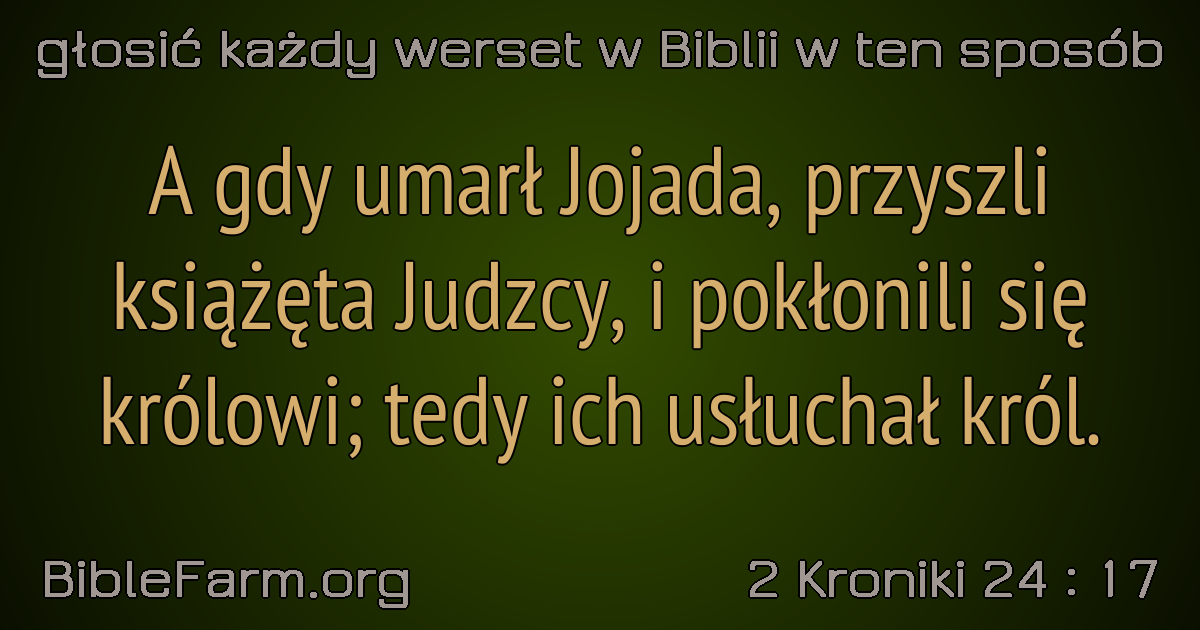 głosić każdy werset w Biblii w ten sposób
A gdy umarł Jojada, przyszli
książęta Judzcy, i pokłonili się
królowi; tedy ich usłuchał król.
BibleFarm.org
2 Kroniki 24 : 17